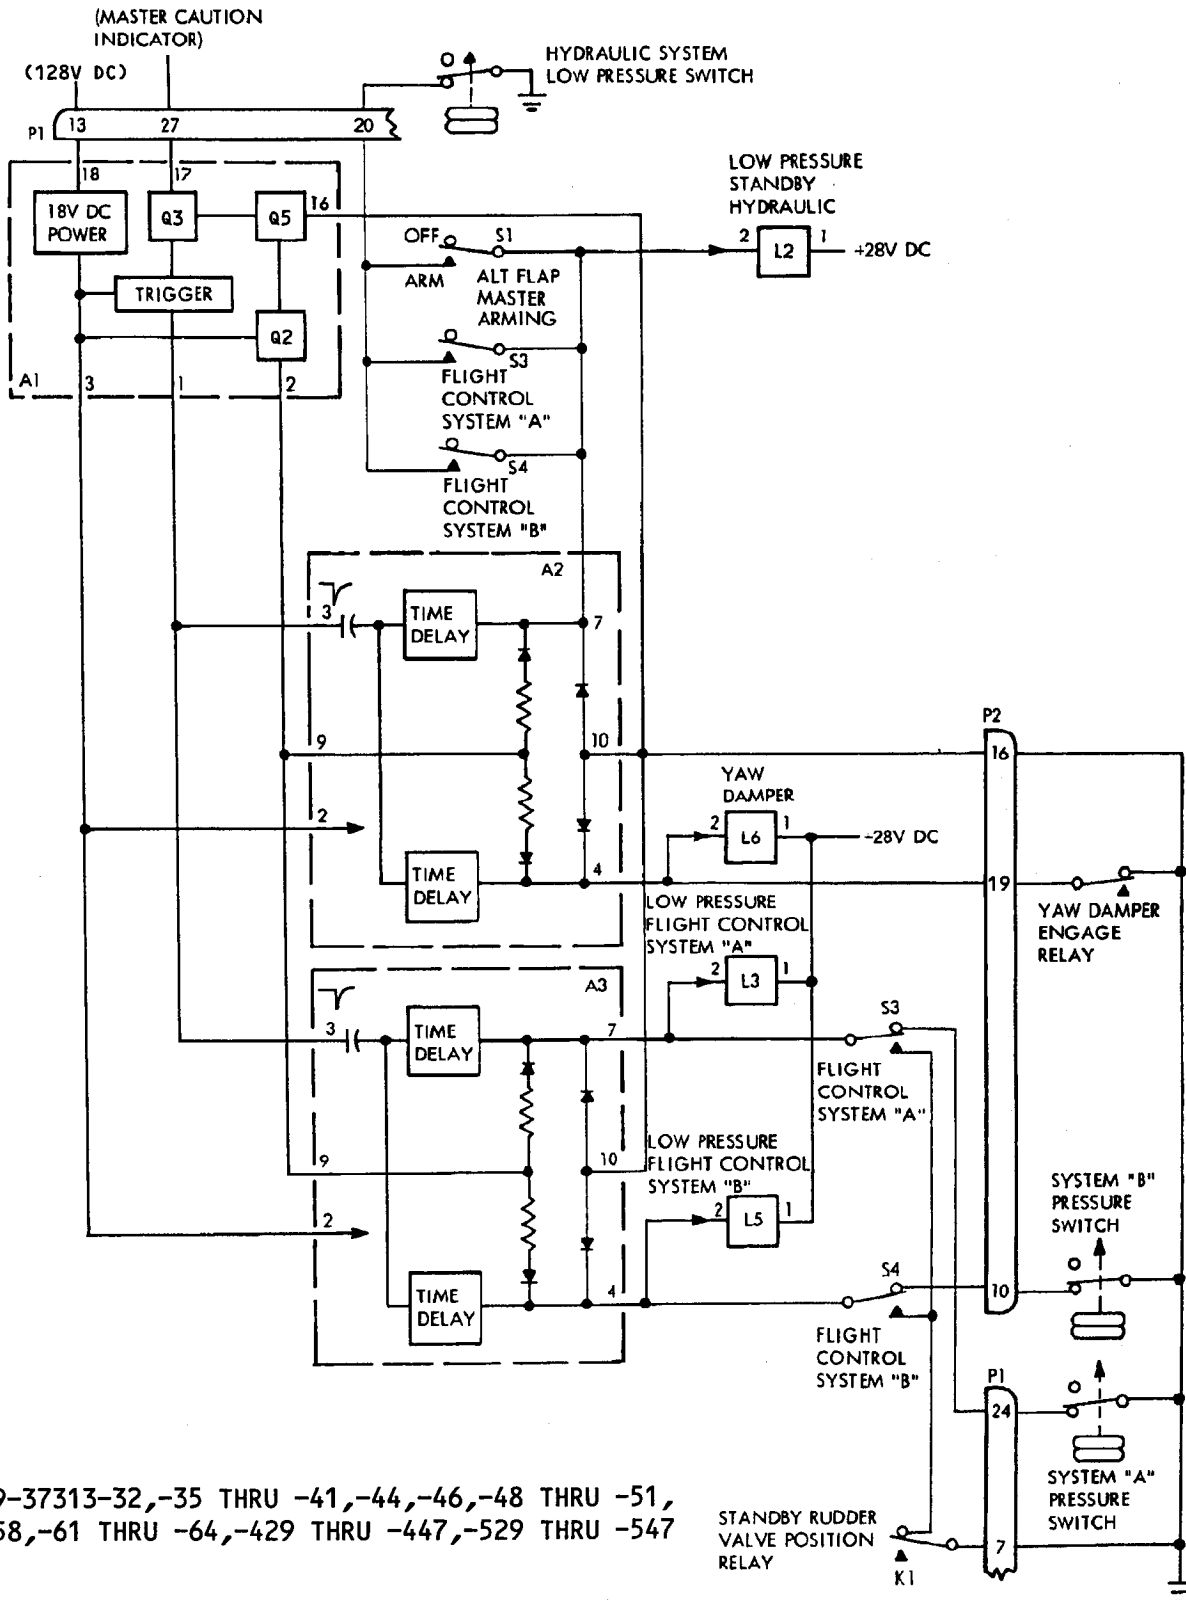 (MASTER CAUTION
INDICATOR)
(128V DC)
HYDRAULIC SYSTEM
LOW PRESSURE SWITCH
P1
13
27
20
18
17
18V DC
POWER
Q3
Q5
16
TRIGGER
Q2
A1
3
1
2
OFF
S1
ARM
ALT FLAP
MASTER
ARMING
LOW PRESSURE
STANDBY
HYDRAULIC
2
L2
1
+28V DC
S3
FLIGHT
CONTROL
SYSTEM "A"
S4
FLIGHT
CONTROL
SYSTEM "B"
A2
3
TIME
DELAY
7
9
10
2
TIME
DELAY
4
YAW
DAMPER
2
L6
1
-28V DC
P2
16
19
YAW DAMPER
ENGAGE
RELAY
LOW PRESSURE
FLIGHT CONTROL
SYSTEM "A"
2
L3
1
A3
3
TIME
DELAY
7
S3
FLIGHT
CONTROL
SYSTEM "A"
9
10
LOW PRESSURE
FLIGHT CONTROL
SYSTEM "B"
2
L5
1
2
TIME
DELAY
4
S4
FLIGHT
CONTROL
SYSTEM "B"
SYSTEM "B"
PRESSURE
SWITCH
10
P1
24
SYSTEM "A"
PRESSURE
SWITCH
STANDBY RUDDER
VALVE POSITION
RELAY
K1
7
9-37313-32,-35 THRU -41,-44,-46,-48 THRU -51,
58,-61 THRU -64,-429 THRU -447,-529 THRU -547